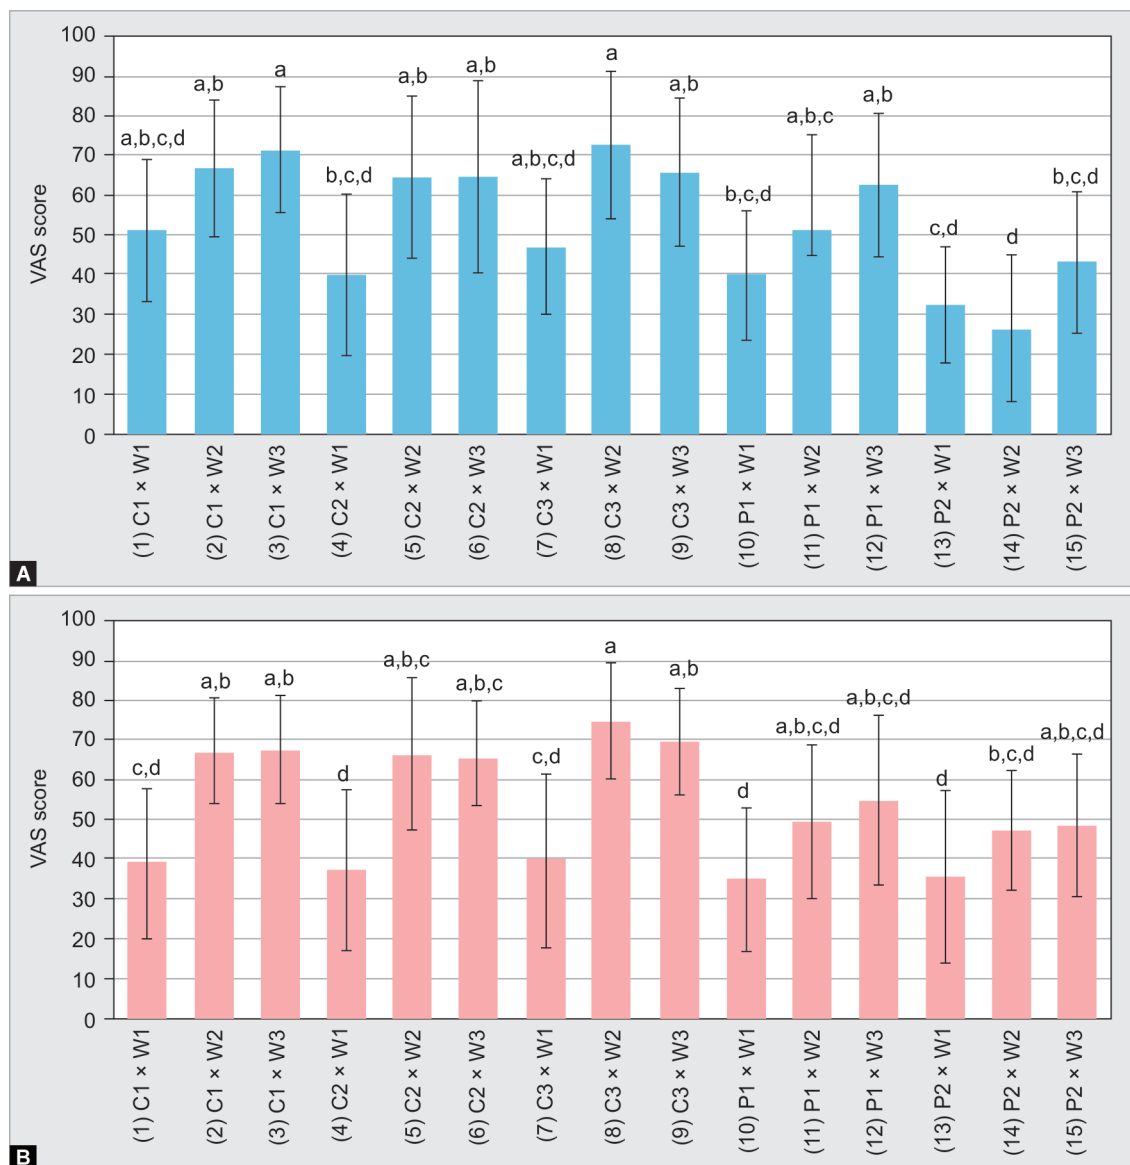 100
90
80
70
60
50
40
30
20
10
0
VAS score
a,b,c,d
a,b
a
b,c,d
a,b
a,b
a,b,c,d
a
a,b
b,c,d
a,b,c
a,b
c,d
d
b,c,d
(1) C1 × W1
(2) C1 × W2
(3) C1 × W3
(4) C2 × W1
(5) C2 × W2
(6) C2 × W3
(7) C3 × W1
(8) C3 × W2
(9) C3 × W3
(10) P1 × W1
(11) P1 × W2
(12) P1 × W3
(13) P2 × W1
(14) P2 × W2
(15) P2 × W3
A
100
90
80
70
60
50
40
30
20
10
0
VAS score
c,d
a,b
a,b
d
a,b,c
a,b,c
c,d
a
a,b
d
a,b,c,d
a,b,c,d
d
b,c,d
a,b,c,d
(1) C1 × W1
(2) C1 × W2
(3) C1 × W3
(4) C2 × W1
(5) C2 × W2
(6) C2 × W3
(7) C3 × W1
(8) C3 × W2
(9) C3 × W3
(10) P1 × W1
(11) P1 × W2
(12) P1 × W3
(13) P2 × W1
(14) P2 × W2
(15) P2 × W3
B